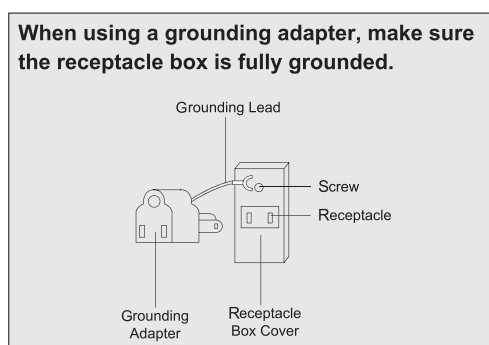 When using a grounding adapter, make sure
the receptacle box is fully grounded.
Grounding Lead
Screw
Receptacle
Grounding
Adapter
Receptacle
Box Cover